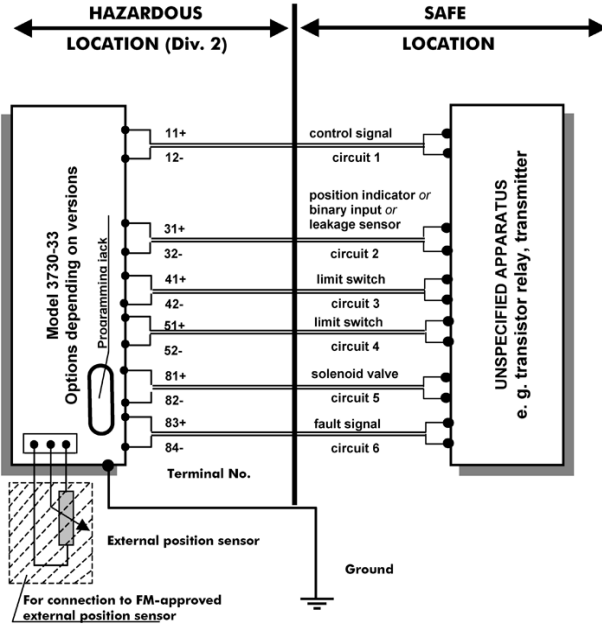 HAZARDOUS
LOCATION (Div. 2)
SAFE
LOCATION
Model 3730-33
Options depending on versions
Programming jack
11+
12-
control signal
circuit 1
31+
32-
position indicator or
binary input or
leakage sensor
circuit 2
41+
42-
limit switch
circuit 3
51+
52-
limit switch
circuit 4
81+
82-
solenoid valve
circuit 5
83+
84-
fault signal
circuit 6
Terminal No.
UNSPECIFIED APPARATUS
e. g. transistor relay, transmitter
External position sensor
Ground
For connection to FM-approved
external position sensor